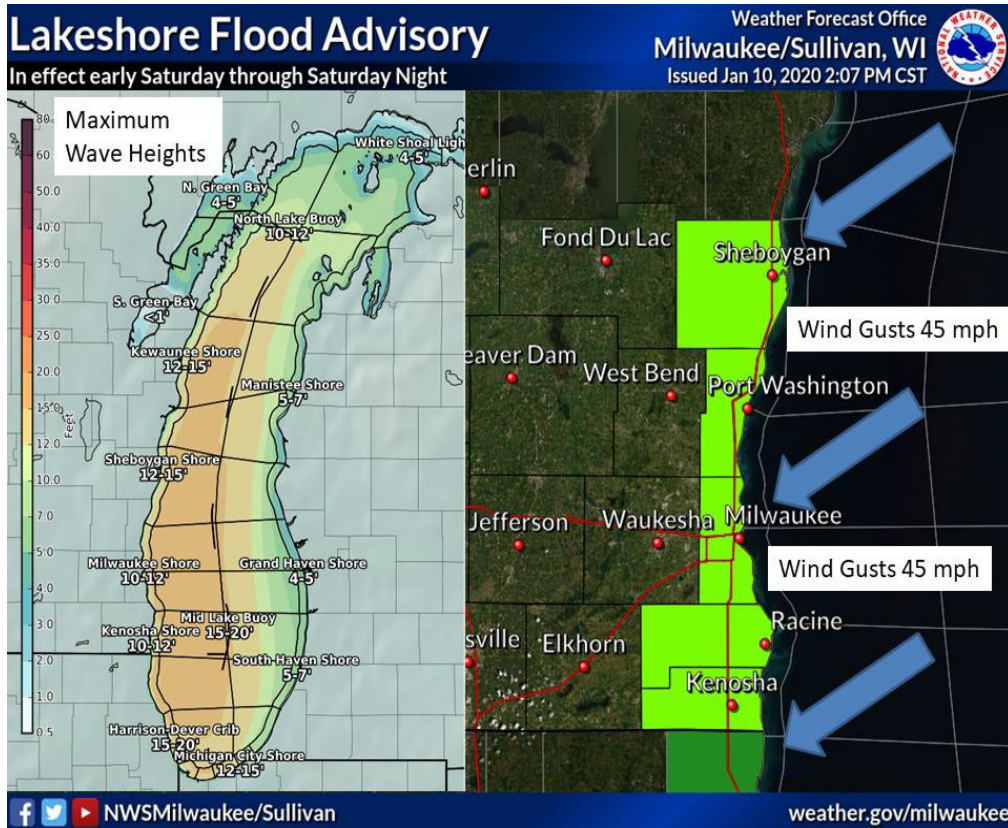 Lakeshore Flood Advisory
In effect early Saturday through Saturday Night
Weather Forecast Office
Milwaukee/Sullivan, WI
Issued Jan 10, 2020 2:07 PM CST
NATIONAL WEATHER SERVICE
Maximum
Wave Heights
80.
60.
50.0
40.0
35.0
30.0
25.0
20.0
15.0
12.0
10.0
7.0
5.0
4.0
3.0
2.0
1.0
0.5
Feet
White Shoal Ligh
4-5'
N. Green Bay
4-5'
North Lake Buoy
10-12'
S. Green Bay
<1'
Kewaunee Shore
12-15'
Manistee Shore
5-7'
Sheboygan Shore
12-15'
Milwaukee Shore
10-12'
Grand Haven Shore
4-5'
Mid Lake Buoy
15-20'
Kenosha Shore
10-12'
South Haven Shore
5-7'
Harrison-Dever Crib
15-20'
Michigan City Shore
12-15'
erlin
Fond Du Lac
Sheboygan
Wind Gusts 45 mph
eaver Dam
West Bend
Port Washington
Jefferson
Waukesha
Milwaukee
Wind Gusts 45 mph
sville
Elkhorn
Racine
Kenosha
NWSMilwaukee/Sullivan
weather.gov/milwaukee